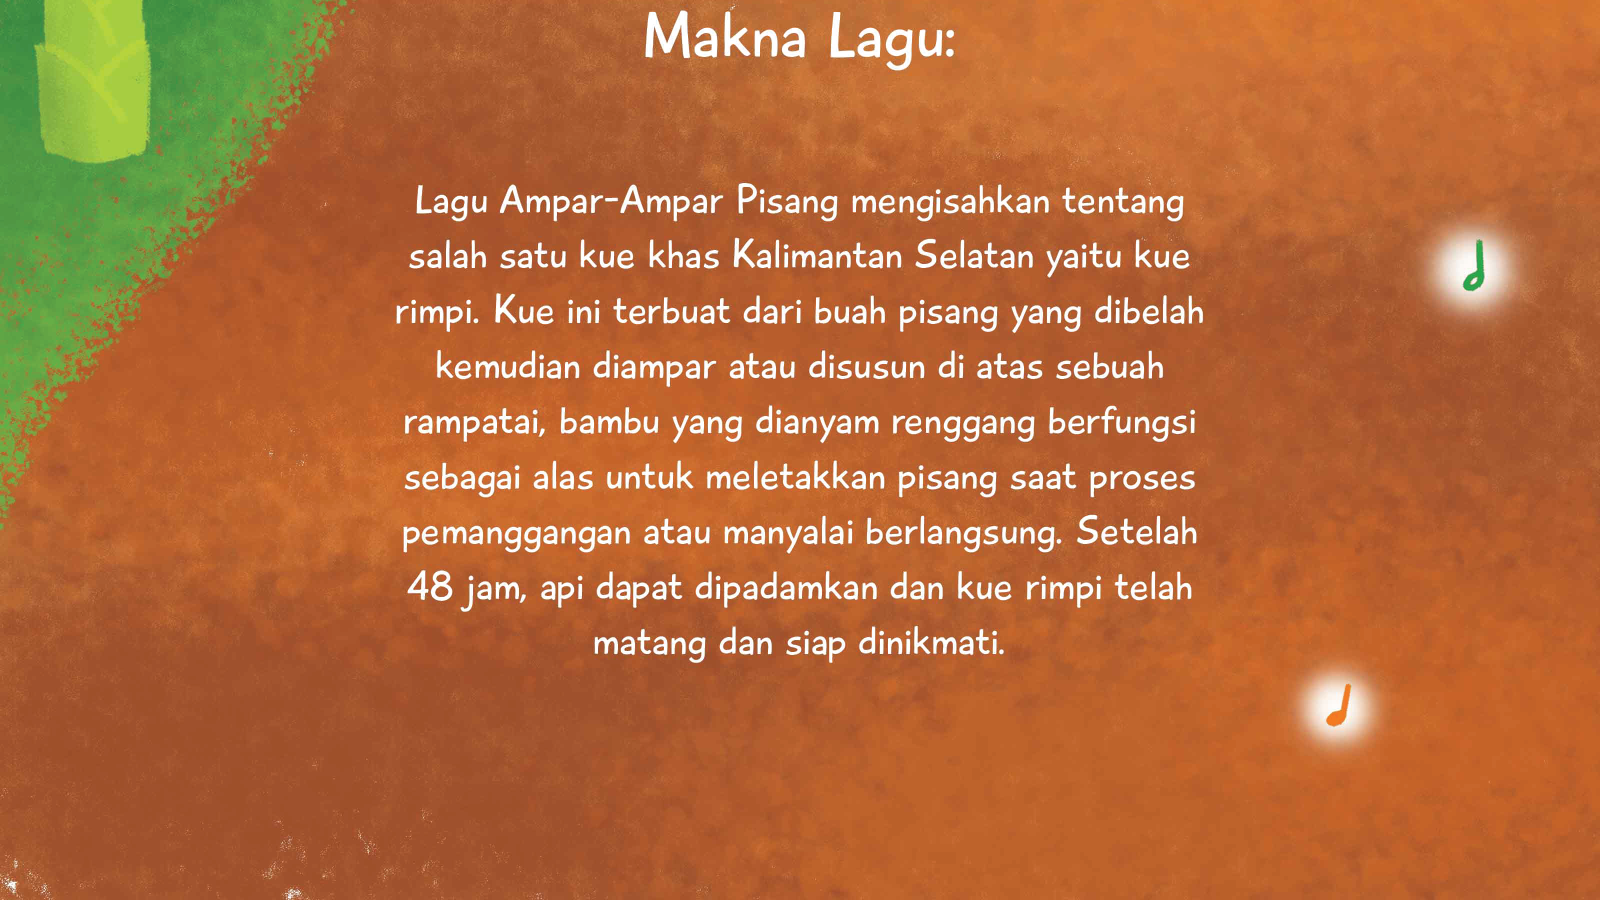 Makna Lagu:
Lagu Ampar-Ampar Pisang mengisahkan tentang
salah satu kue khas Kalimantan Selatan yaitu kue
rimpi. Kue ini terbuat dari buah pisang yang dibelah
kemudian diampar atau disusun di atas sebuah
rampatai, bambu yang dianyam renggang berfungsi
sebagai alas untuk meletakkan pisang saat proses
pemanggangan atau manyalai berlangsung. Setelah
48 jam, api dapat dipadamkan dan kue rimpi telah
matang dan siap dinikmati.